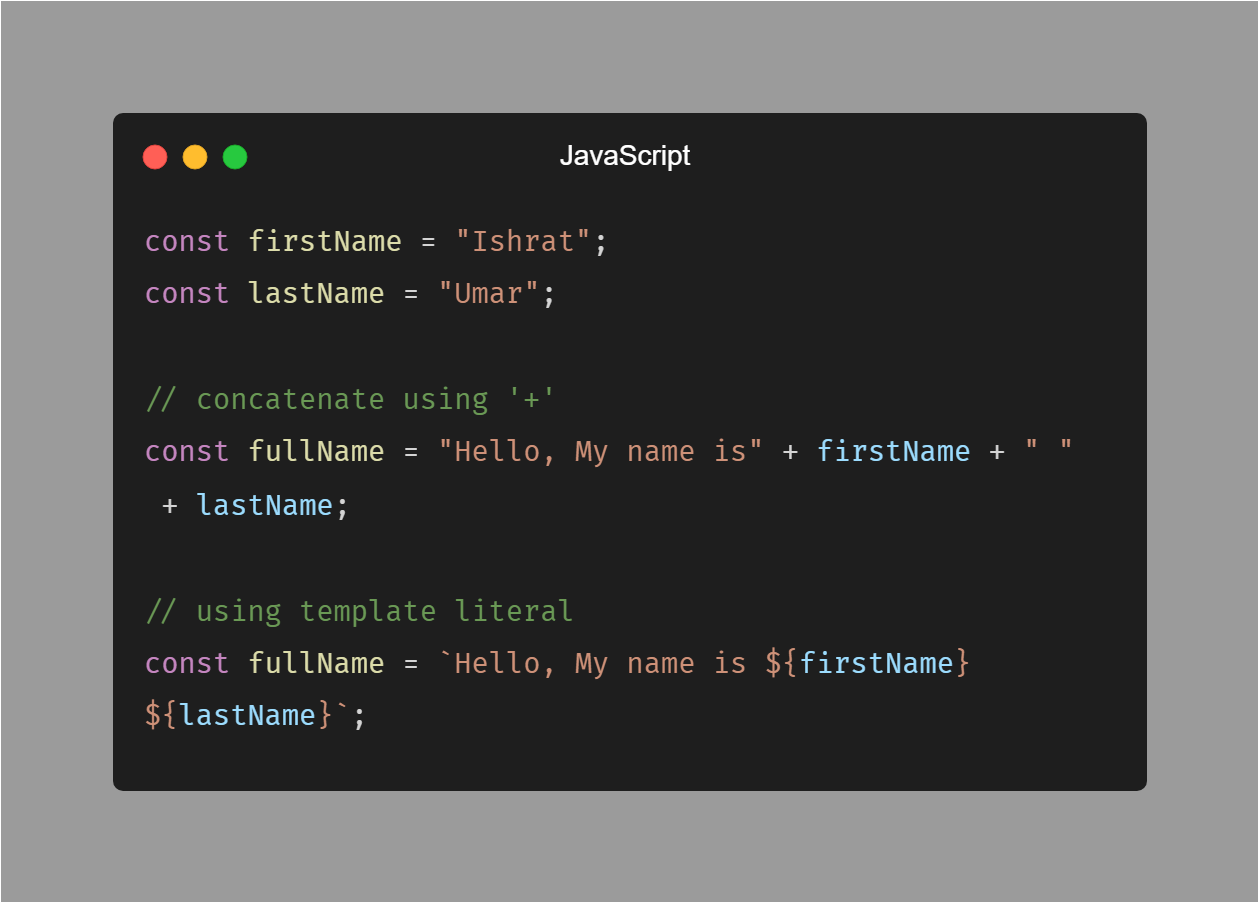 JavaScript
const firstName = "Ishrat";
const lastName = "Umar";
// concatenate using '+'
const fullName = "Hello, My name is" + firstName + " "
+ lastName;
// using template literal
const fullName = `Hello, My name is ${firstName}
${lastName}`;